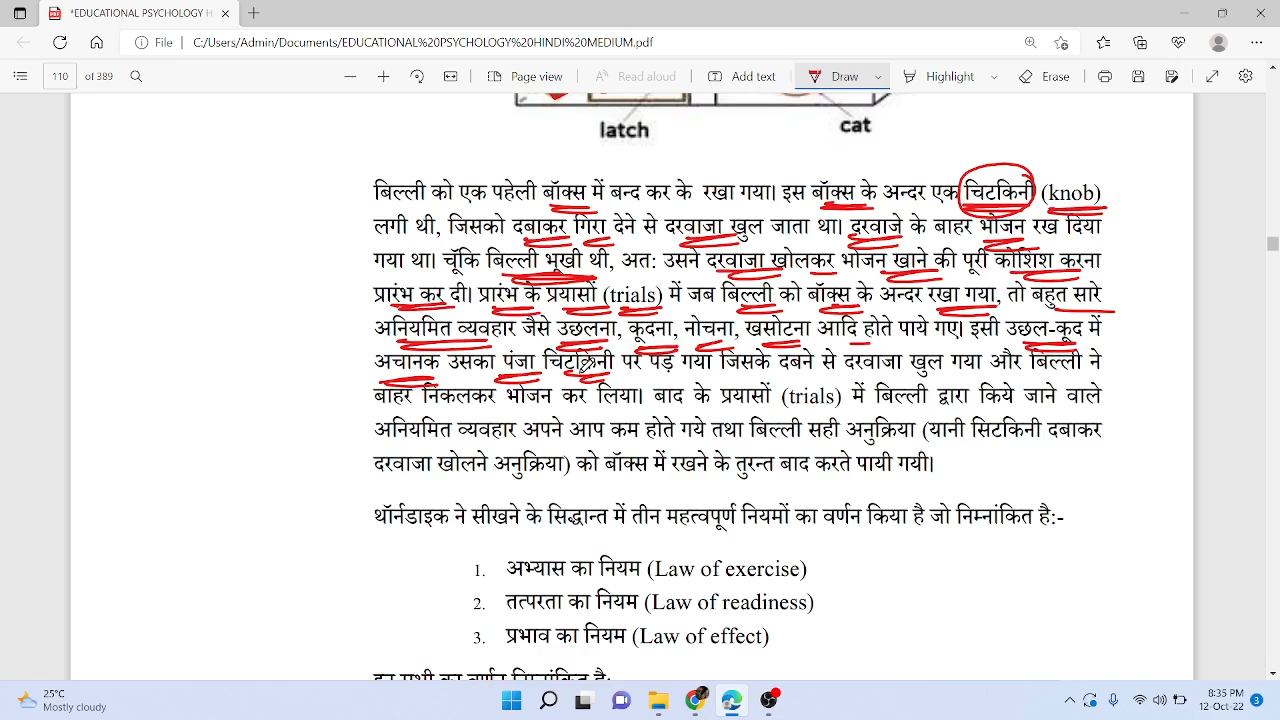 *EDUCATIONAL PSYCHOLOGY H
File C:/Users/Admin/Documents/EDUCATIONAL%20PSYCHOLOGY%20HINDI%20MEDIUM.pdf
110 of 389 Page view Read aloud Add text Draw Highlight Erase
latch cat
बिल्ली को एक पहेली बॉक्स में बन्द कर के रखा गया। इस बॉक्स के अन्दर एक चिटकिनी (knob)
लगी थी, जिसको दबाकर गिरा देने से दरवाजा खुल जाता था। दरवाजे के बाहर भोजन रख दिया
गया था। चूॅकि बिल्ली भूखी थी, अत: उसने दरवाजा खोलकर भोजन खाने की पूरी कोशिश करना
प्रारंभ कर दी। प्रारंभ के प्रयासों (trials) में जब बिल्ली को बॉक्स के अन्दर रखा गया, तो बहुत सारे
अनियमित व्यवहार जैसे उछलना, कूदना, नोचना, खसोटना आदि होते पाये गए। इसी उछल-कूद में
अचानक उसका पंजा चिटकिनी पर पड़ गया जिसके दबने से दरवाजा खुल गया और बिल्ली ने
बाहर निकलकर भोजन कर लिया। बाद के प्रयासों (trials) में बिल्ली द्वारा किये जाने वाले
अनियमित व्यवहार अपने आप कम होते गये तथा बिल्ली सही अनुक्रिया (यानी सिटकिनी दबाकर
दरवाजा खोलने अनुक्रिया) को बॉक्स में रखने के तुरन्त बाद करते पायी गयी।
थॉर्नडाइक ने सीखने के सिद्धान्त में तीन महत्वपूर्ण नियमों का वर्णन किया है जो निम्नांकित है:-
1. अभ्यास का नियम (Law of exercise)
2. तत्परता का नियम (Law of readiness)
3. प्रभाव का नियम (Law of effect)
25°C
Mostly cloudy
8:39 PM
12-Oct-22
3